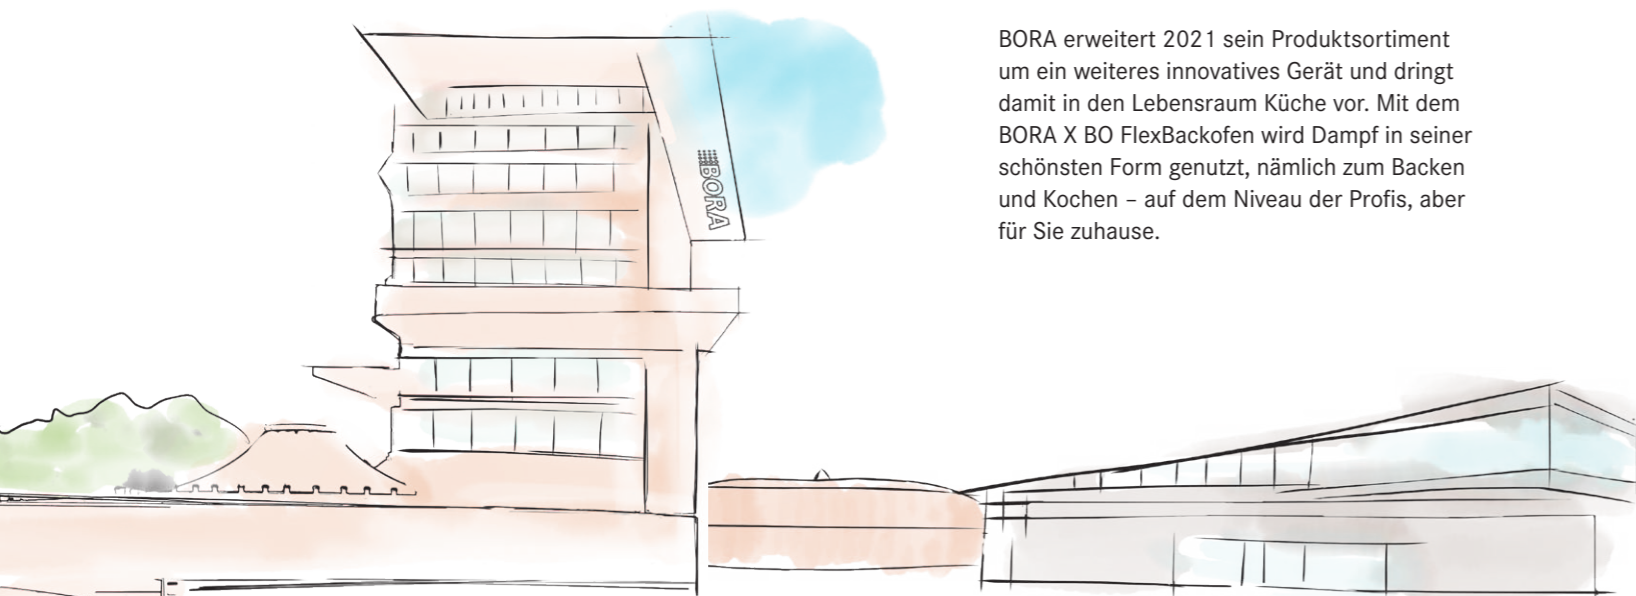 BORA erweitert 2021 sein Produktsortiment
um ein weiteres innovatives Gerät und dringt
damit in den Lebensraum Küche vor. Mit dem
BORA X BO FlexBackofen wird Dampf in seiner
schönsten Form genutzt, nämlich zum Backen
und Kochen – auf dem Niveau der Profis, aber
für Sie zuhause.
BORA